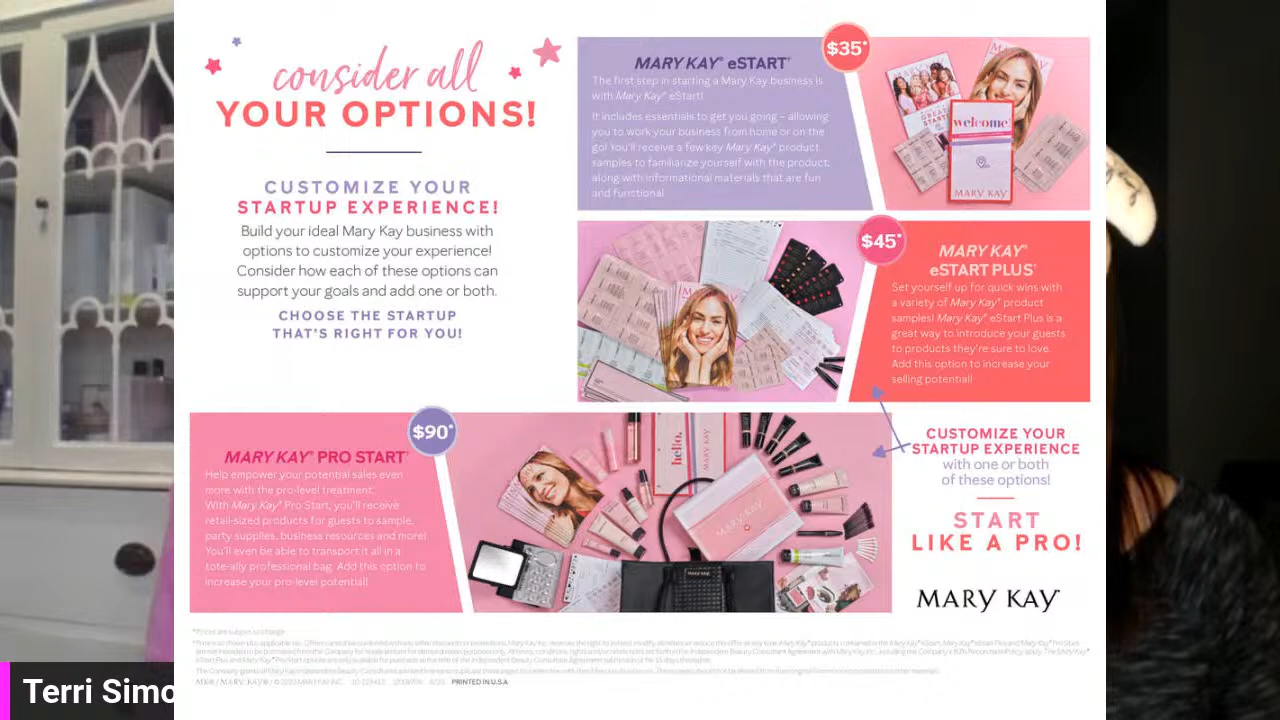 consider all
YOUR OPTIONS!
CUSTOMIZE YOUR
STARTUP EXPERIENCE!
Build your ideal Mary Kay business with
options to customize your experience!
Consider how each of these options can
support your goals and add one or both.
CHOOSE THE STARTUP
THAT'S RIGHT FOR YOU!
$35*
MARY KAY® eSTART†
The first step in starting a Mary Kay business is
with Mary Kay® eStart!
It includes essentials to get you going – allowing
you to work your business from home or on the
go! You'll receive a few key Mary Kay® product
samples to familiarize yourself with the product,
along with informational materials that are fun
and functional!
welcome!
MARY KAY
$45*
MARY KAY®
eSTART PLUS†
Set yourself up for quick wins with
a variety of Mary Kay® product
samples! Mary Kay® eStart Plus is a
great way to introduce your guests
to products they're sure to love.
Add this option to increase your
selling potential!
$90*
MARY KAY® PRO START†
Help empower your potential sales even
more with the pro-level treatment.
With Mary Kay® Pro Start, you'll receive
retail-sized products for guests to sample,
party supplies, business resources and more!
You'll even be able to transport it all in a
tote-ally professional bag. Add this option to
increase your pro-level potential!
hello.
MARY KAY
MARY KAY
MARY KAY
CUSTOMIZE YOUR
STARTUP EXPERIENCE
with one or both
of these options!
START
LIKE A PRO!
MARY KAY®
*Prices are subject to change.
PRINTED IN U.S.A
Terri Simo